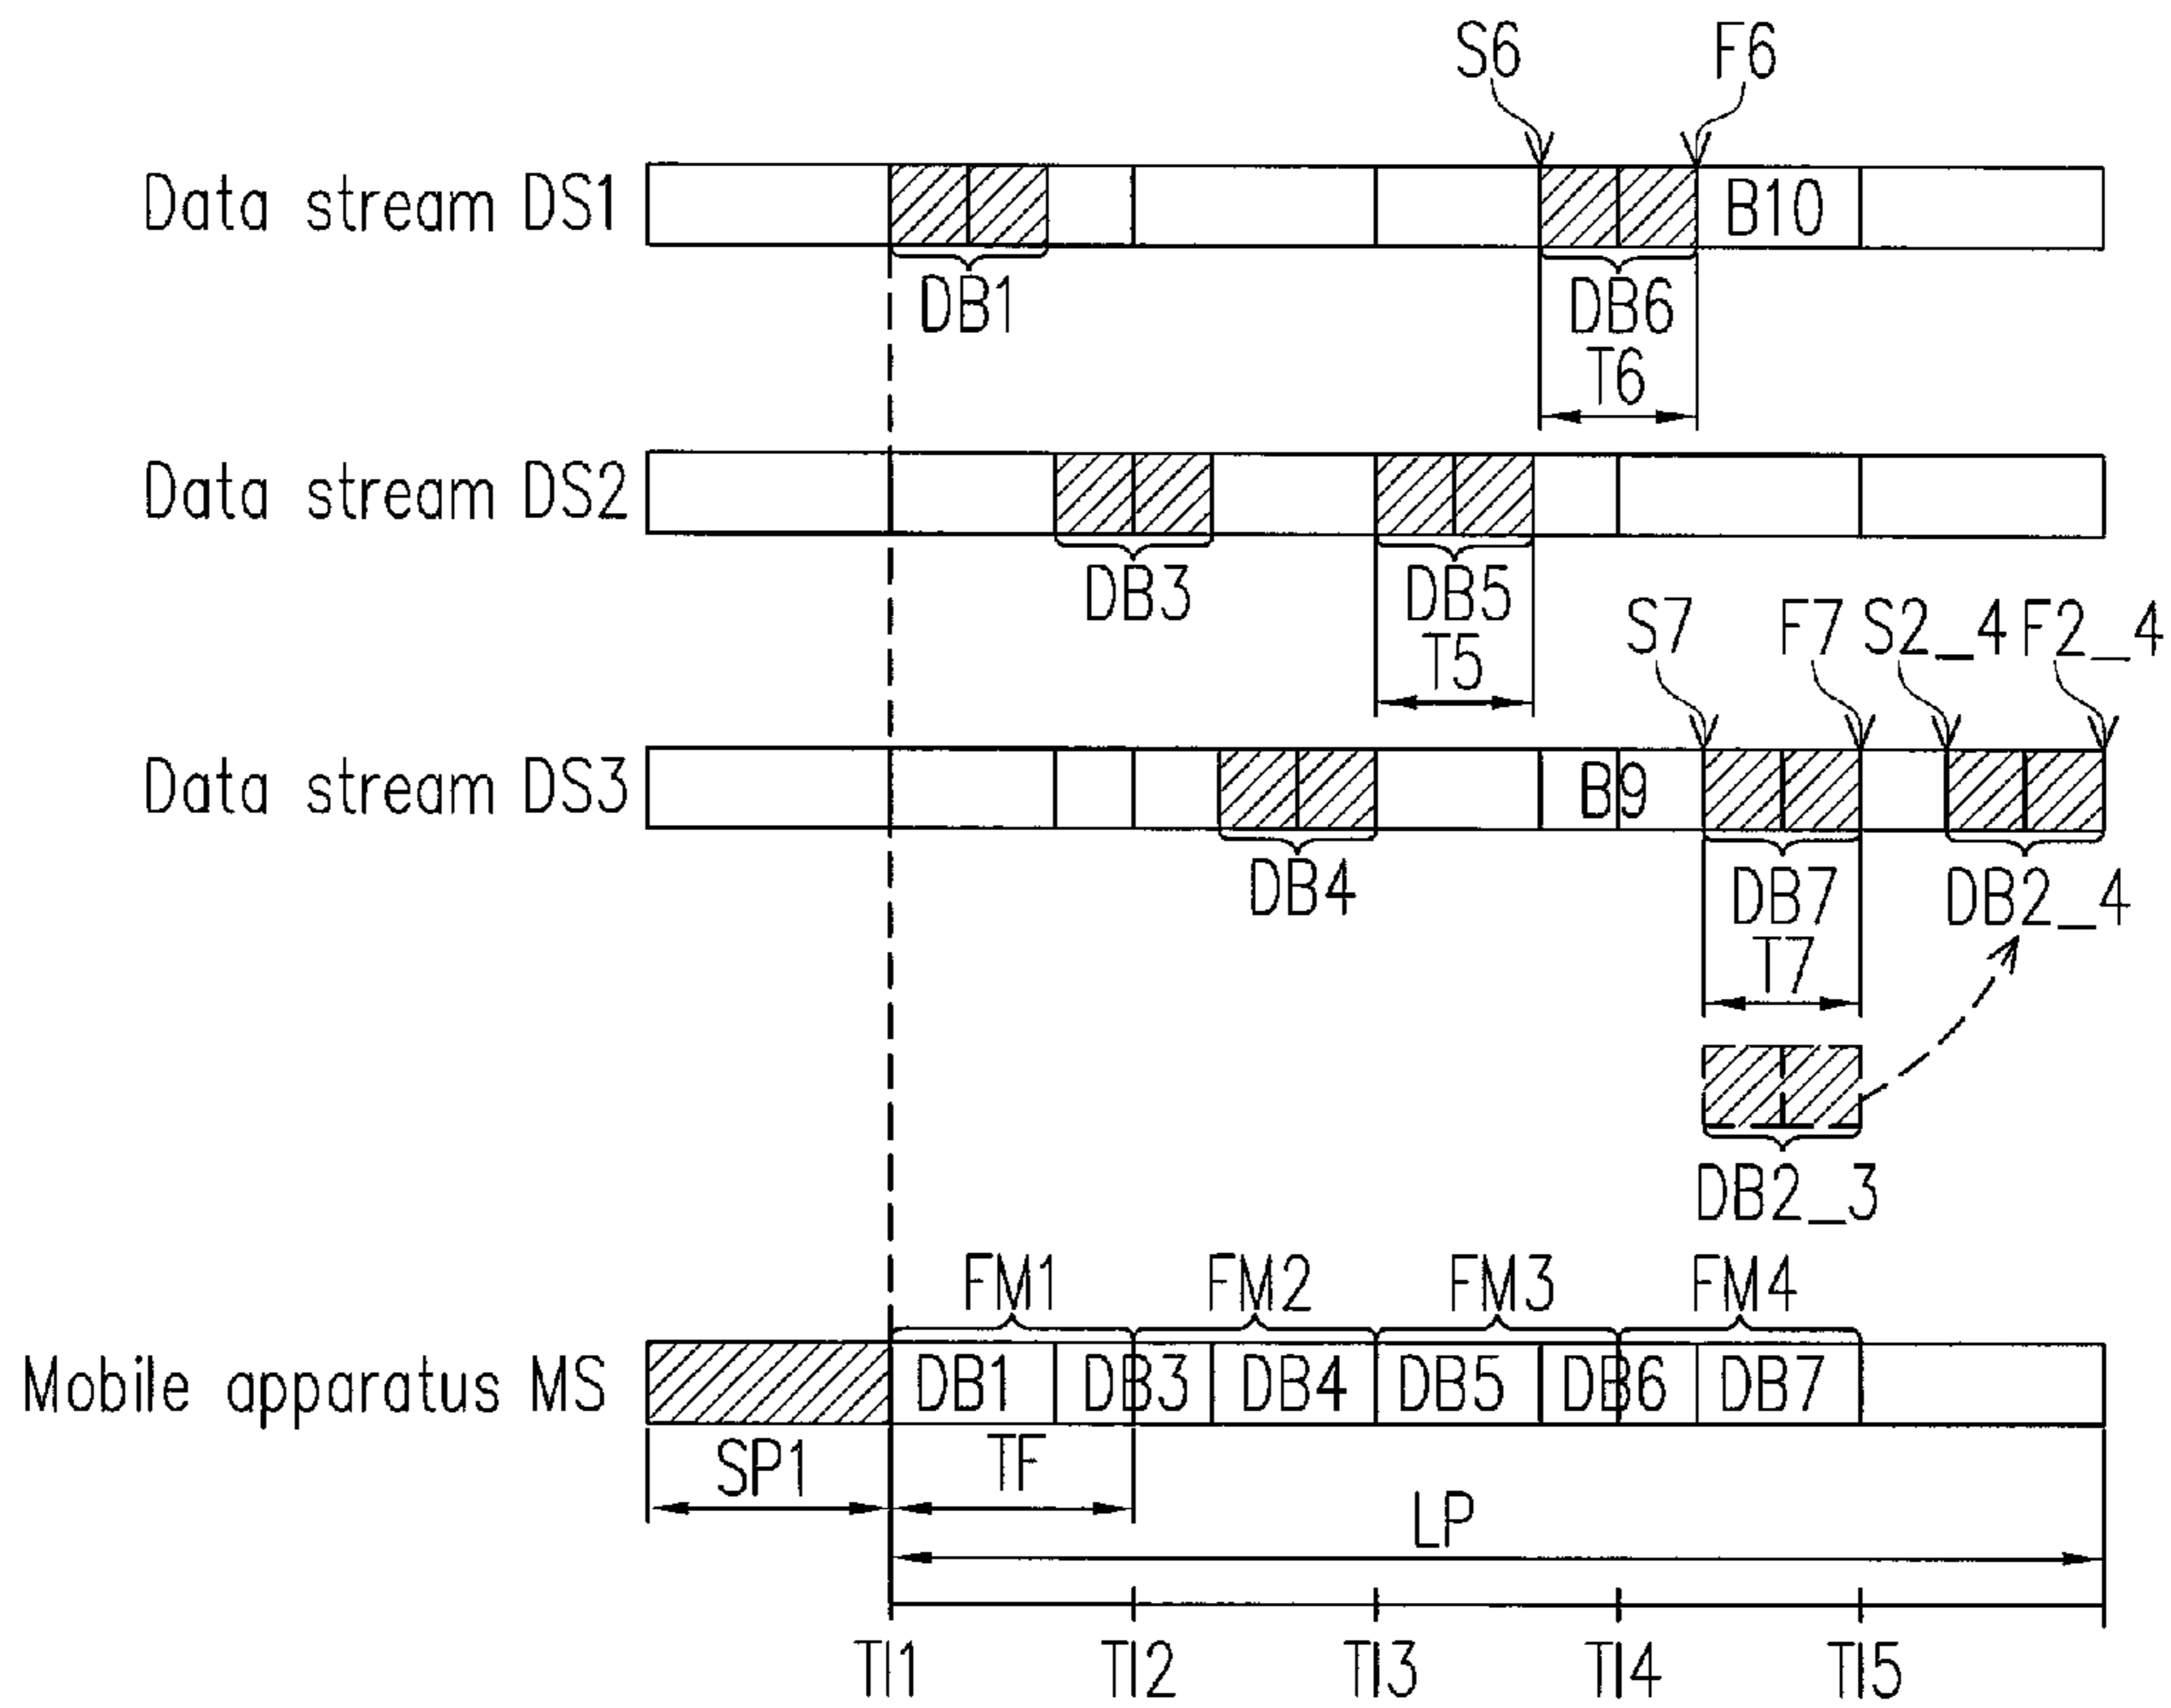 S6 F6
Data stream DS1 B10
DB1 DB6
T6
Data stream DS2
DB3 DB5
T5
S7 F7 S2_4 F2_4
Data stream DS3 B9
DB4 DB7 DB2_4
T7
DB2_3
FM1 FM2 FM3 FM4
Mobile apparatus MS DB1 DB3 DB4 DB5 DB6 DB7
SP1 TF
LP
TI1 TI2 TI3 TI4 TI5